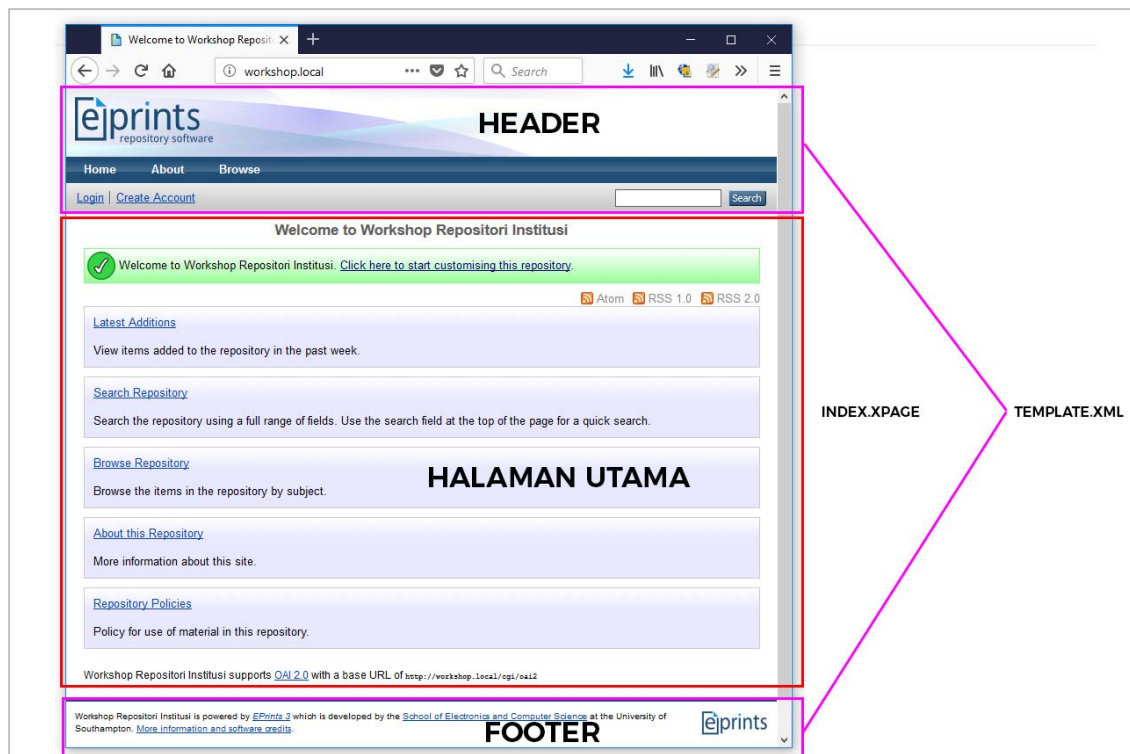 Welcome to Workshop Reposit
workshop.local
Search
eprints
repository software
HEADER
Home About Browse
Login | Create Account
Search
Welcome to Workshop Repositori Institusi
Welcome to Workshop Repositori Institusi. Click here to start customising this repository.
Atom RSS 1.0 RSS 2.0
Latest Additions
View items added to the repository in the past week.
Search Repository
Search the repository using a full range of fields. Use the search field at the top of the page for a quick search.
INDEX.XPAGE
TEMPLATE.XML
Browse Repository
HALAMAN UTAMA
Browse the items in the repository by subject.
About this Repository
More information about this site.
Repository Policies
Policy for use of material in this repository.
Workshop Repositori Institusi supports OAI 2.0 with a base URL of http://workshop.local/cgi/oai2
Workshop Repositori Institusi is powered by EPrints 3 which is developed by the School of Electronics and Computer Science at the University of
Southampton. More information and software credits.
FOOTER
eprints